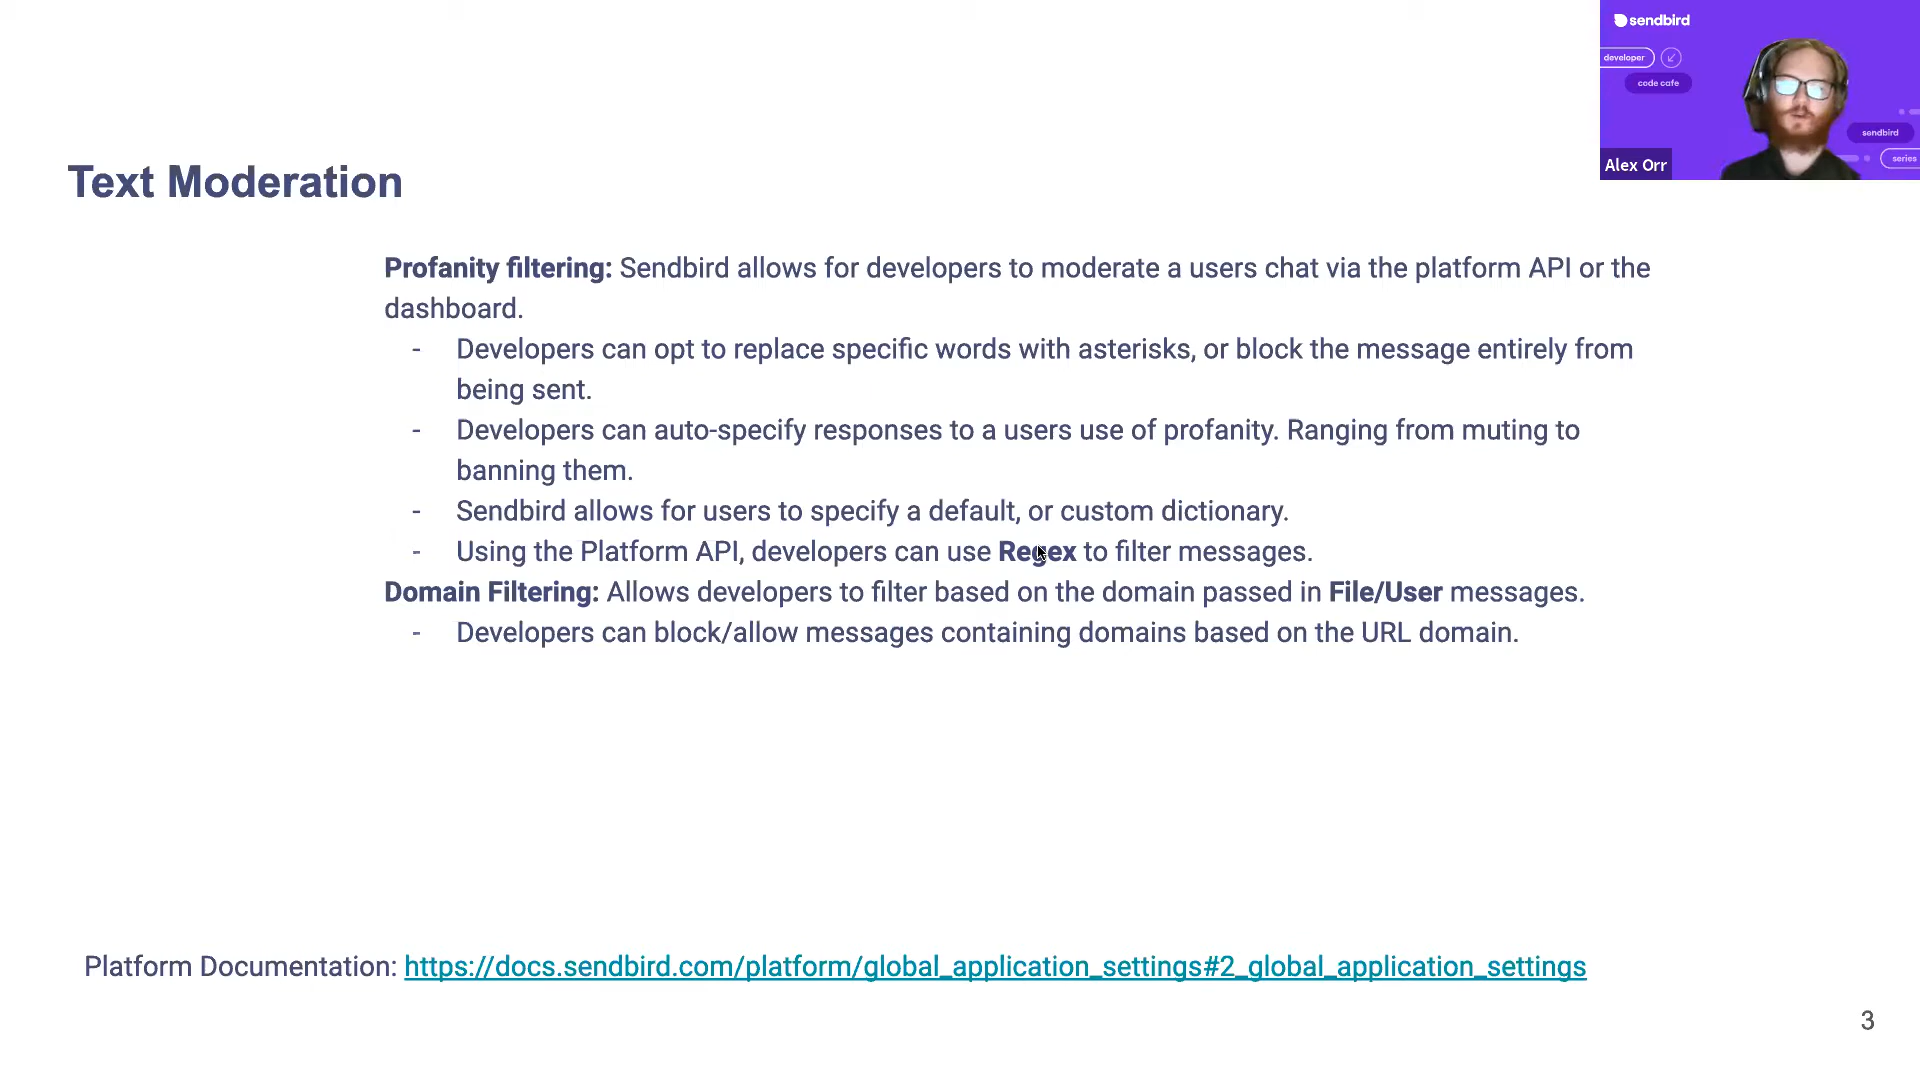 sendbird
developer
code cafe
sendbird
series
Alex Orr
Text Moderation
Profanity filtering: Sendbird allows for developers to moderate a users chat via the platform API or the
dashboard.
- Developers can opt to replace specific words with asterisks, or block the message entirely from
being sent.
- Developers can auto-specify responses to a users use of profanity. Ranging from muting to
banning them.
- Sendbird allows for users to specify a default, or custom dictionary.
- Using the Platform API, developers can use Regex to filter messages.
Domain Filtering: Allows developers to filter based on the domain passed in File/User messages.
- Developers can block/allow messages containing domains based on the URL domain.
Platform Documentation: https://docs.sendbird.com/platform/global_application_settings#2_global_application_settings
3